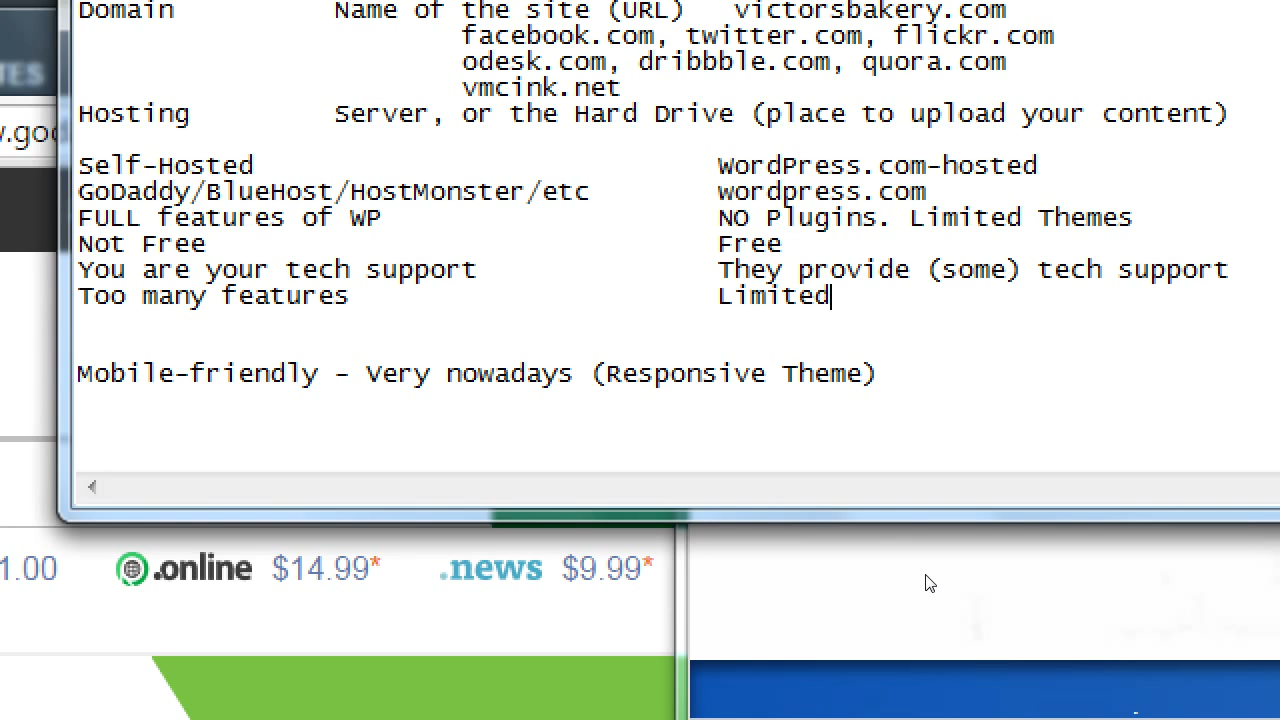 Domain Name of the site (URL) victorsbakery.com
facebook.com, twitter.com, flickr.com
odesk.com, dribbble.com, quora.com
vmcink.net
Hosting Server, or the Hard Drive (place to upload your content)
Self-Hosted WordPress.com-hosted
GoDaddy/BlueHost/HostMonster/etc wordpress.com
FULL features of WP NO Plugins. Limited Themes
Not Free Free
You are your tech support They provide (some) tech support
Too many features Limited
Mobile-friendly - Very nowadays (Responsive Theme)
1.00 .online $14.99* .news $9.99*